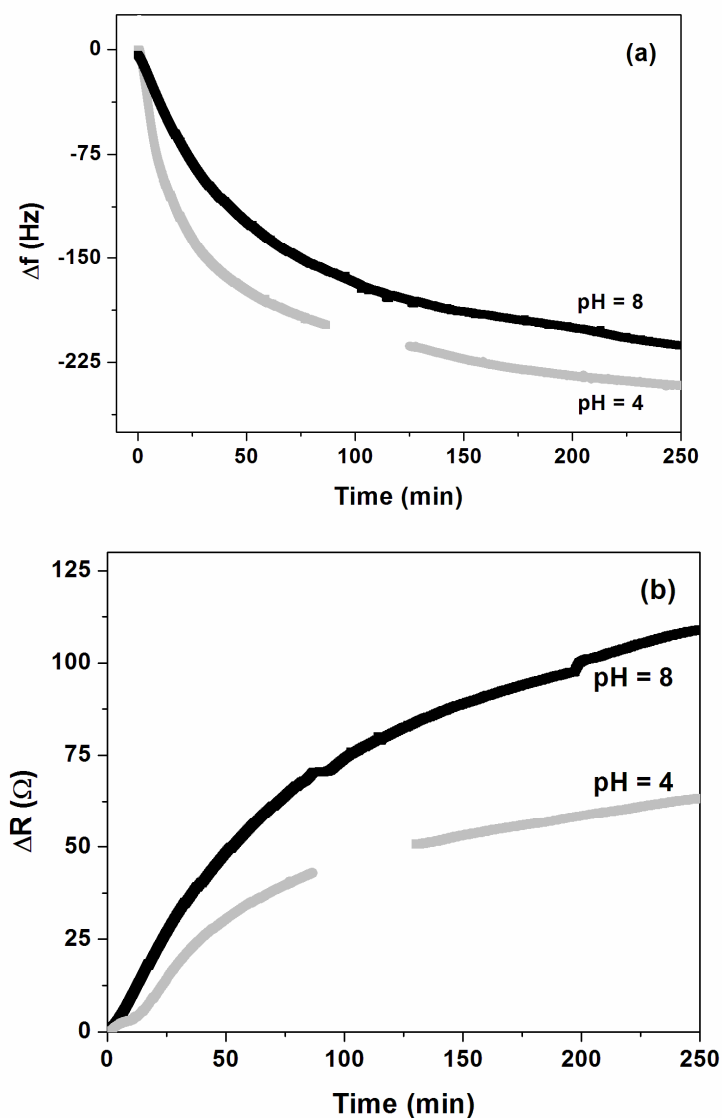 (a)
0
-75
-150
-225
Δf (Hz)
pH = 8
pH = 4
0 50 100 150 200 250
Time (min)
(b)
125
100
75
50
25
0
ΔR (Ω)
pH = 8
pH = 4
0 50 100 150 200 250
Time (min)